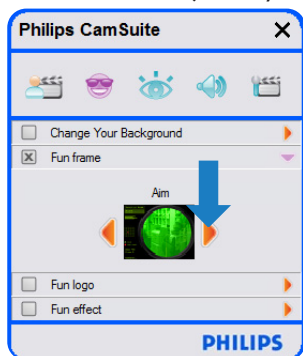 Philips CamSuite
Change Your Background
Fun frame
Aim
Fun logo
Fun effect
PHILIPS